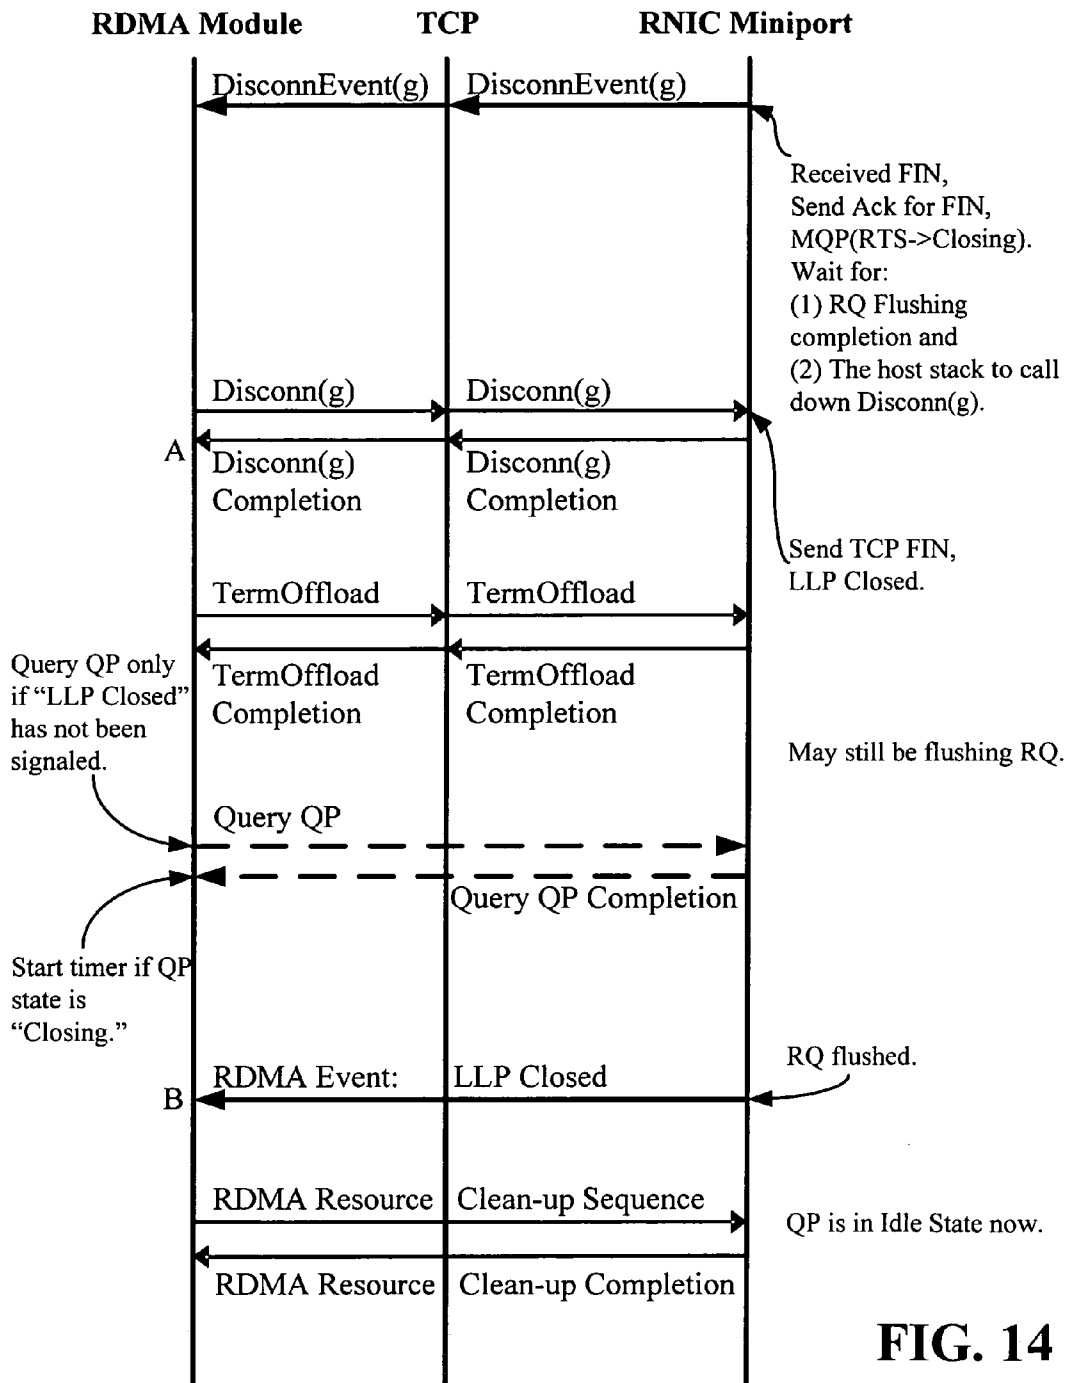 RDMA Module TCP RNIC Miniport
DisconnEvent(g) DisconnEvent(g)
Received FIN,
Send Ack for FIN,
MQP(RTS->Closing).
Wait for:
(1) RQ Flushing
completion and
(2) The host stack to call
down Disconn(g).
Disconn(g) Disconn(g)
A
Disconn(g) Disconn(g)
Completion Completion
Send TCP FIN,
LLP Closed.
TermOffload TermOffload
TermOffload TermOffload
Completion Completion
Query QP only
if “LLP Closed”
has not been
signaled.
May still be flushing RQ.
Query QP
Query QP Completion
Start timer if QP
state is
“Closing.”
RQ flushed.
RDMA Event: LLP Closed
B
RDMA Resource Clean-up Sequence
QP is in Idle State now.
RDMA Resource Clean-up Completion
FIG. 14